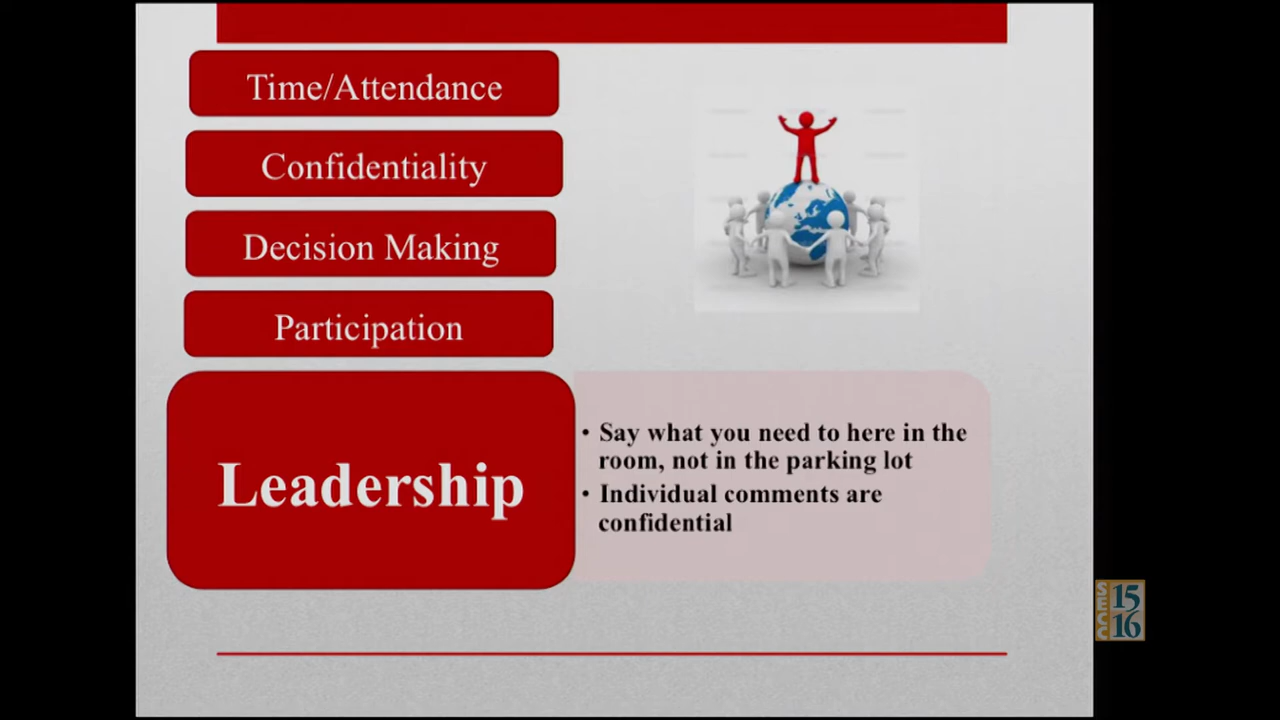 Time/Attendance
Confidentiality
Decision Making
Participation
Leadership
• Say what you need to here in the
room, not in the parking lot
• Individual comments are
confidential
SECC
15
16